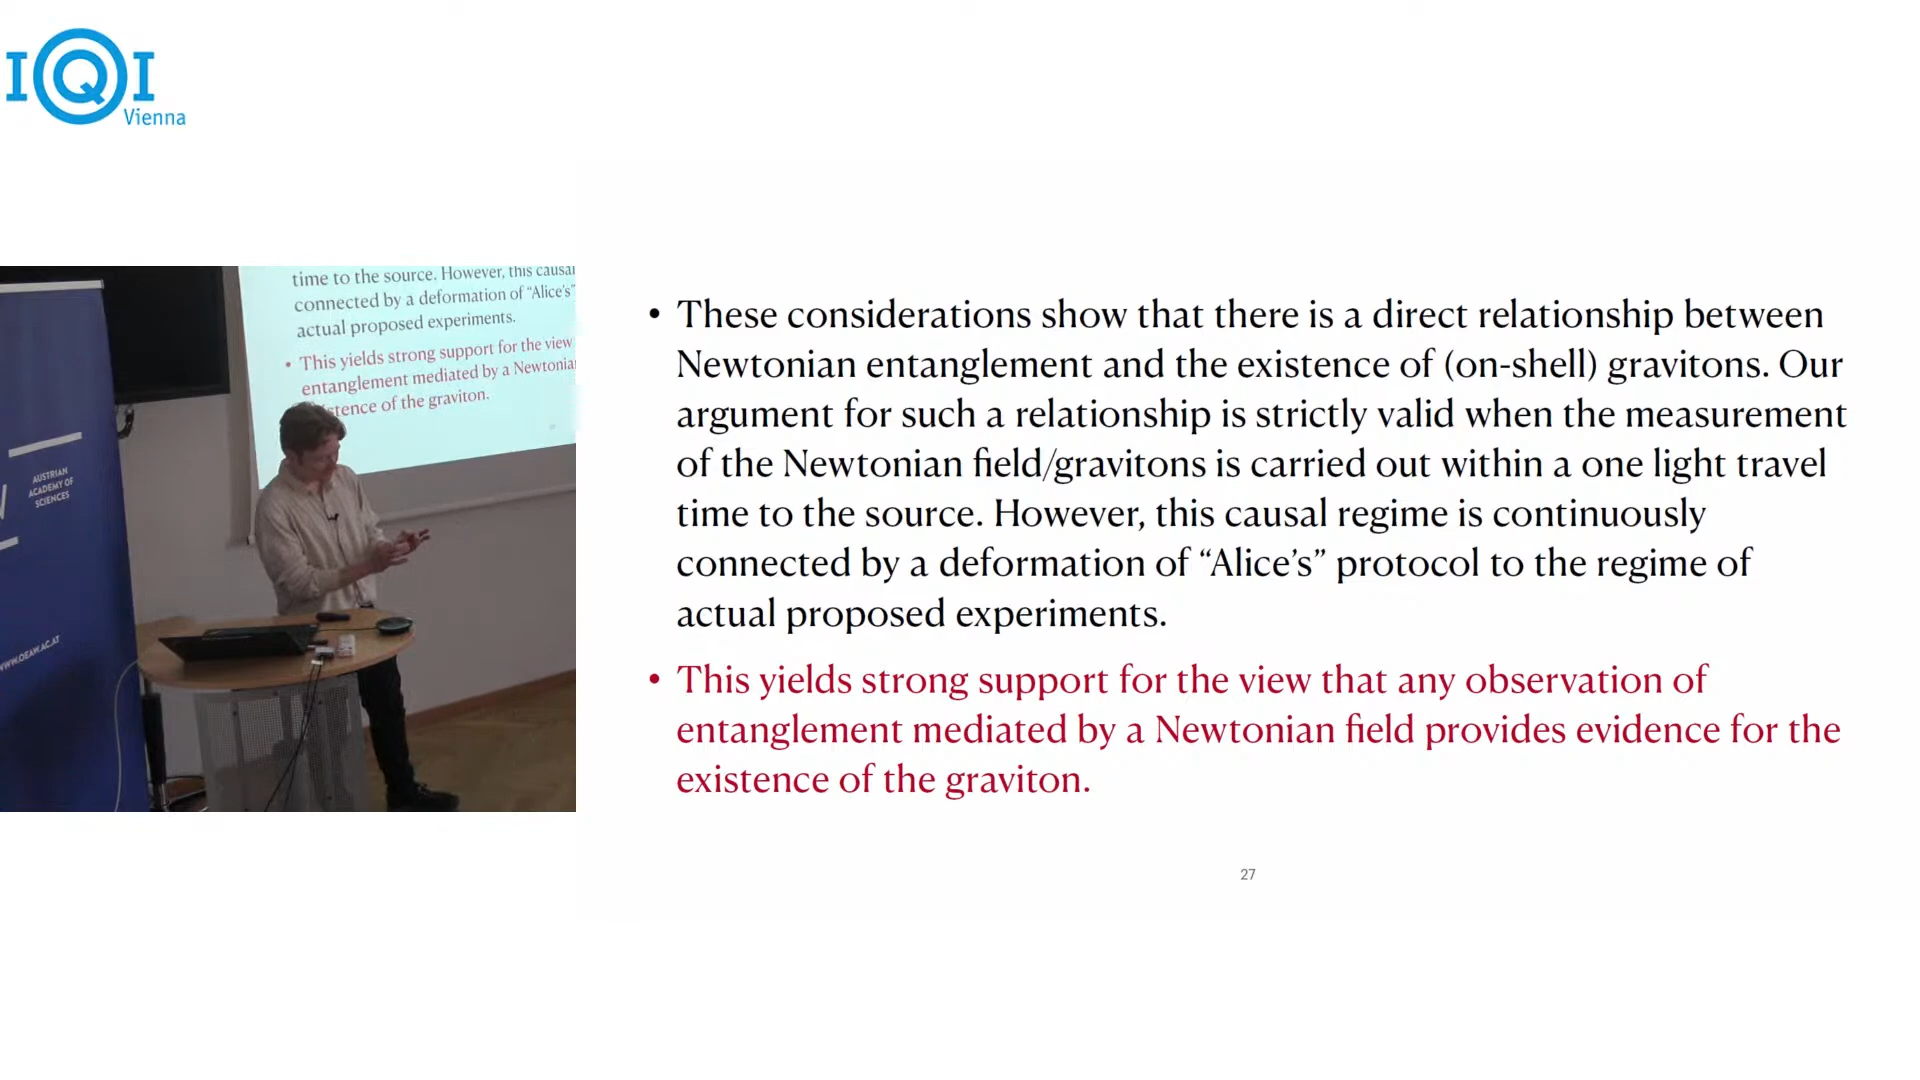 IQI
Vienna
time to the source. However, this causal
connected by a deformation of “Alice’s”
actual proposed experiments.
• This yields strong support for the view
entanglement mediated by a Newtonian
existence of the graviton.
AUSTRIAN
ACADEMY OF
SCIENCES
WWW.OEAW.AC.AT
• These considerations show that there is a direct relationship between
Newtonian entanglement and the existence of (on-shell) gravitons. Our
argument for such a relationship is strictly valid when the measurement
of the Newtonian field/gravitons is carried out within a one light travel
time to the source. However, this causal regime is continuously
connected by a deformation of “Alice’s” protocol to the regime of
actual proposed experiments.
• This yields strong support for the view that any observation of
entanglement mediated by a Newtonian field provides evidence for the
existence of the graviton.
27